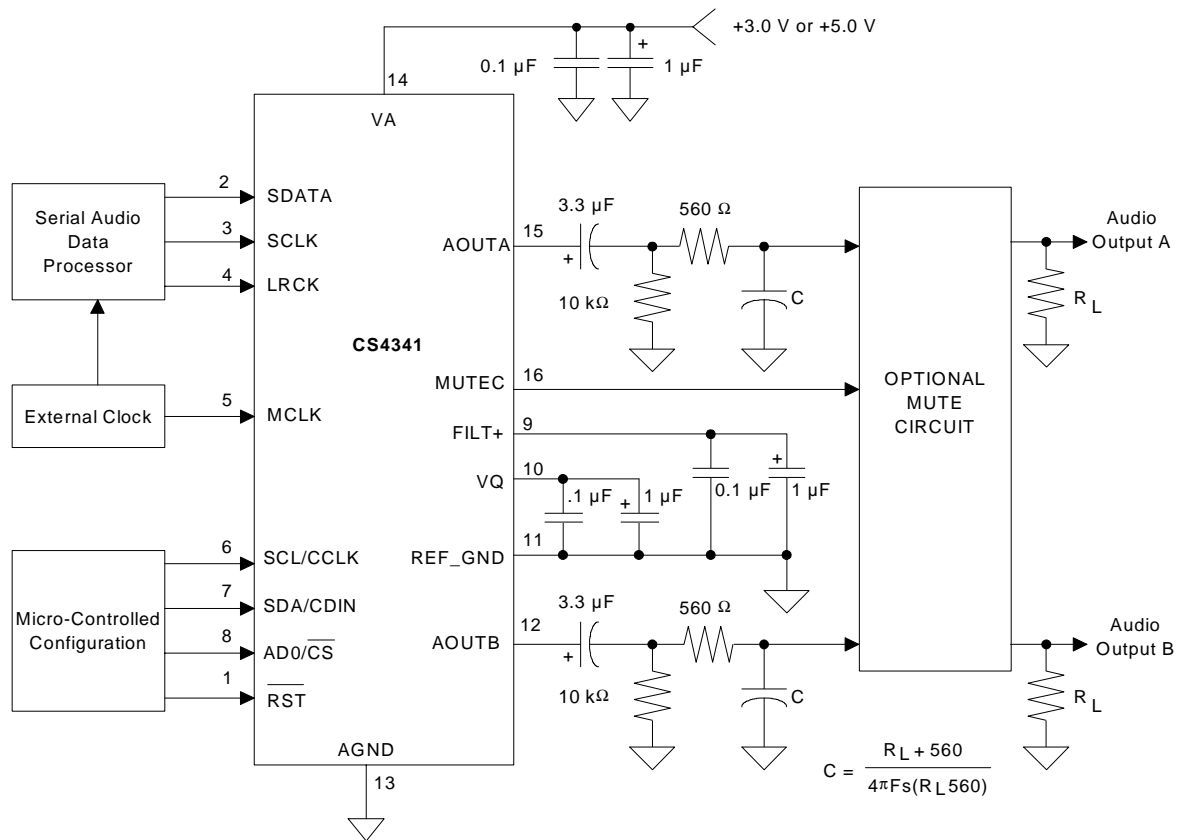 +3.0 V or +5.0 V
0.1 µF
+
1 µF
14
VA
Serial Audio
Data
Processor
2
SDATA
3
SCLK
4
LRCK
External Clock
5
MCLK
Micro-Controlled
Configuration
6
SCL/CCLK
7
SDA/CDIN
8
AD0/C̅S̅
1
R̅S̅T̅
CS4341
AOUTA
15
3.3 µF
+
10 kΩ
560 Ω
C
MUTEC
16
FILT+
9
0.1 µF
+
1 µF
VQ
10
.1 µF
+
1 µF
REF_GND
11
AOUTB
12
3.3 µF
+
10 kΩ
560 Ω
C
AGND
13
OPTIONAL
MUTE
CIRCUIT
Audio
Output A
R L
Audio
Output B
R L
C = R L + 560 / 4πFs(R L 560)